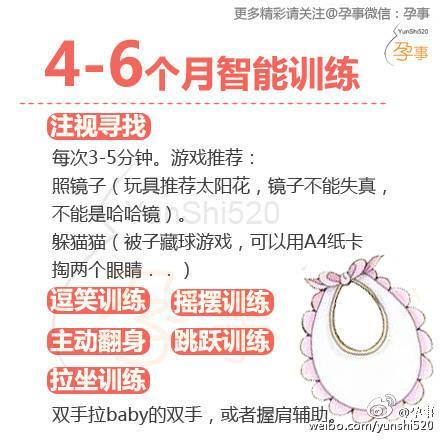 更多精彩请关注@孕事微信：孕事
YunShi520
孕事
4-6个月智能训练
注视寻找
每次3-5分钟。游戏推荐：
照镜子（玩具推荐太阳花，镜子不能失真，
不能是哈哈镜）。
YunShi520
躲猫猫（被子藏球游戏，可以用A4纸卡
掏两个眼睛．．）
逗笑训练 摇摆训练
主动翻身 跳跃训练
拉坐训练
双手拉baby的双手，或者握肩辅助。
@孕事
weibo.com/yunshi520